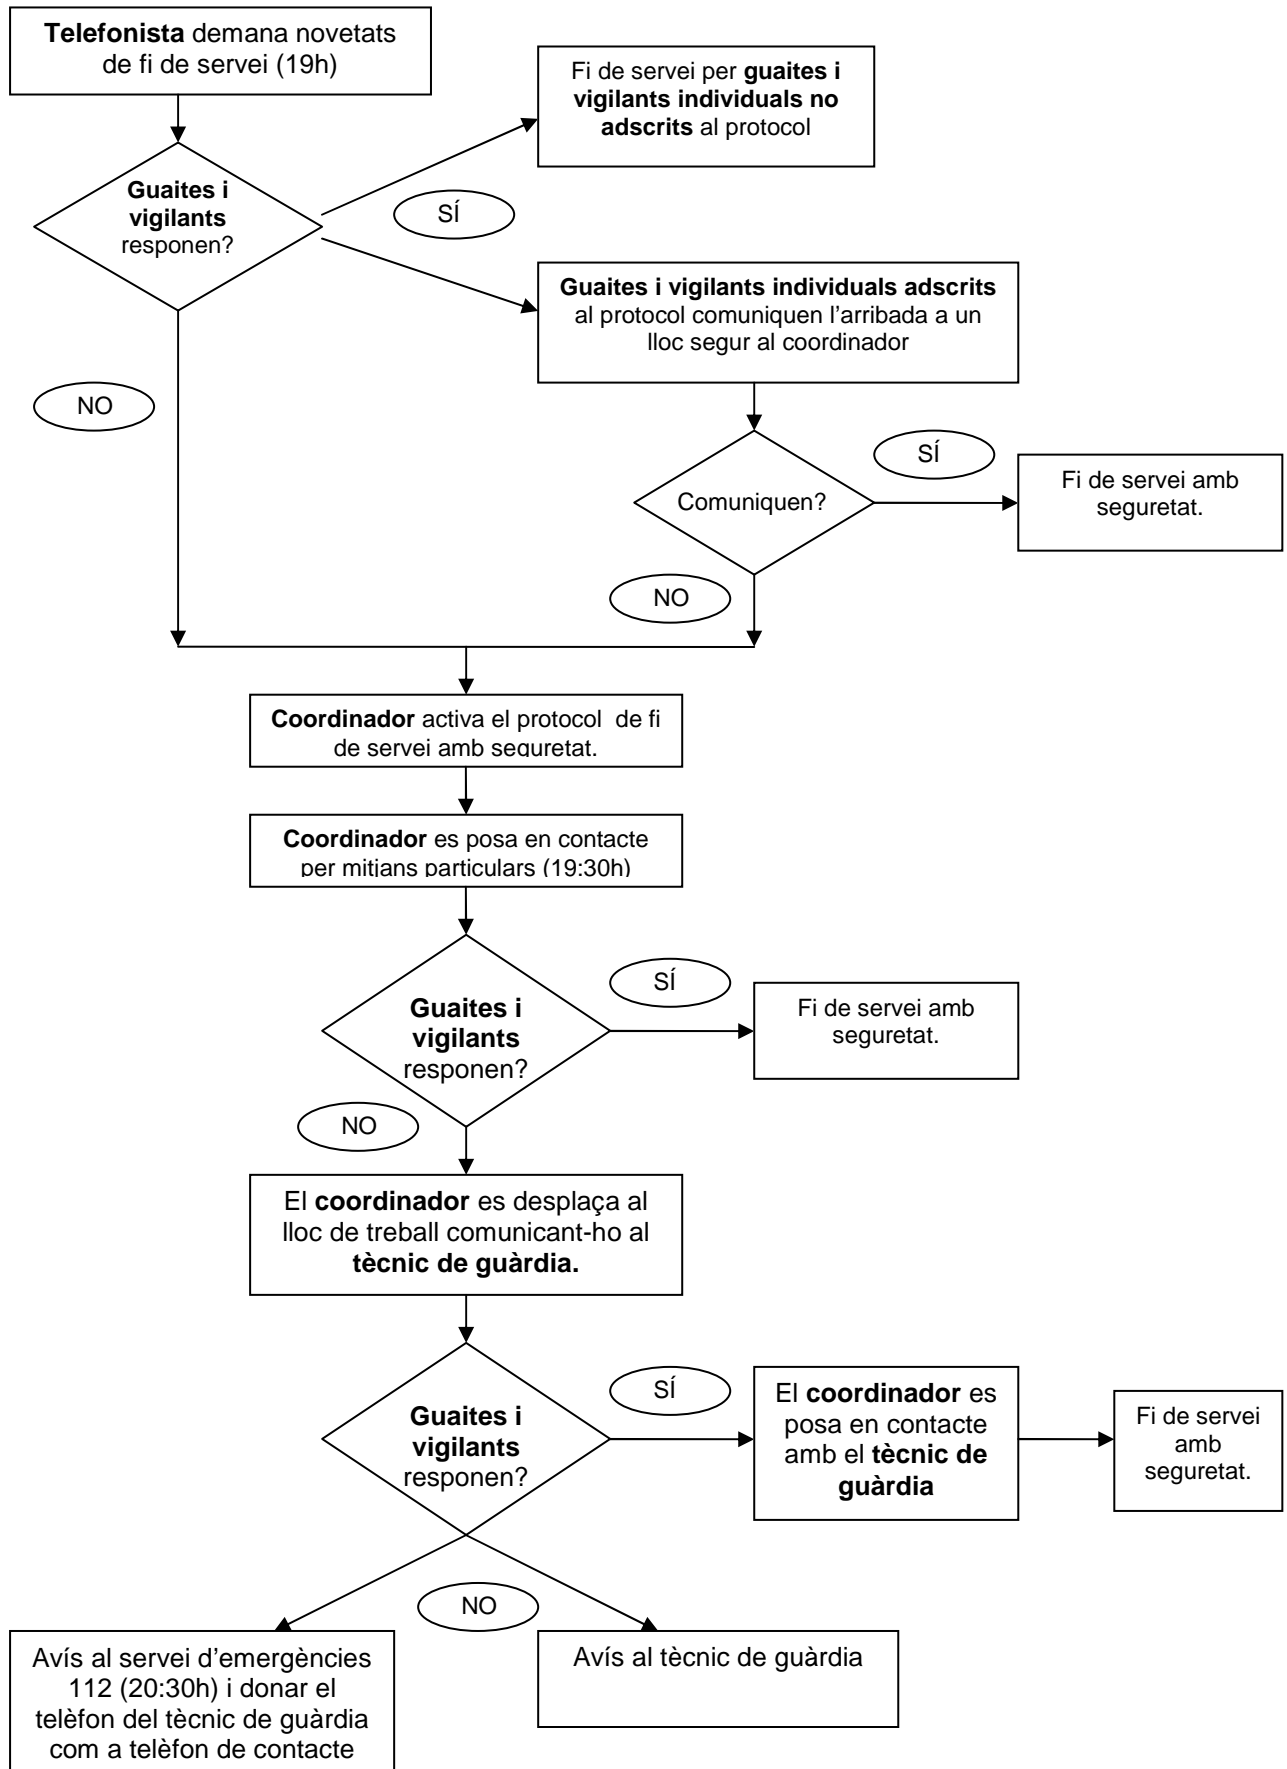 Telefonista demana novetats
de fi de servei (19h)
Fi de servei per guaites i
vigilants individuals no
adscrits al protocol
Guaites i
vigilants
responen?
SÍ
Guaites i vigilants individuals adscrits
al protocol comuniquen l’arribada a un
lloc segur al coordinador
NO
SÍ
Comuniquen?
Fi de servei amb
seguretat.
NO
Coordinador activa el protocol  de fi
de servei amb seguretat.
Coordinador es posa en contacte
per mitjans particulars (19:30h)
SÍ
Guaites i
vigilants
responen?
Fi de servei amb
seguretat.
NO
El coordinador es desplaça al
lloc de treball comunicant-ho al
tècnic de guàrdia.
SÍ
Guaites i
vigilants
responen?
El coordinador es
posa en contacte
amb el tècnic de
guàrdia
Fi de servei
amb
seguretat.
NO
Avís al servei d’emergències
112 (20:30h) i donar el
telèfon del tècnic de guàrdia
com a telèfon de contacte
Avís al tècnic de guàrdia